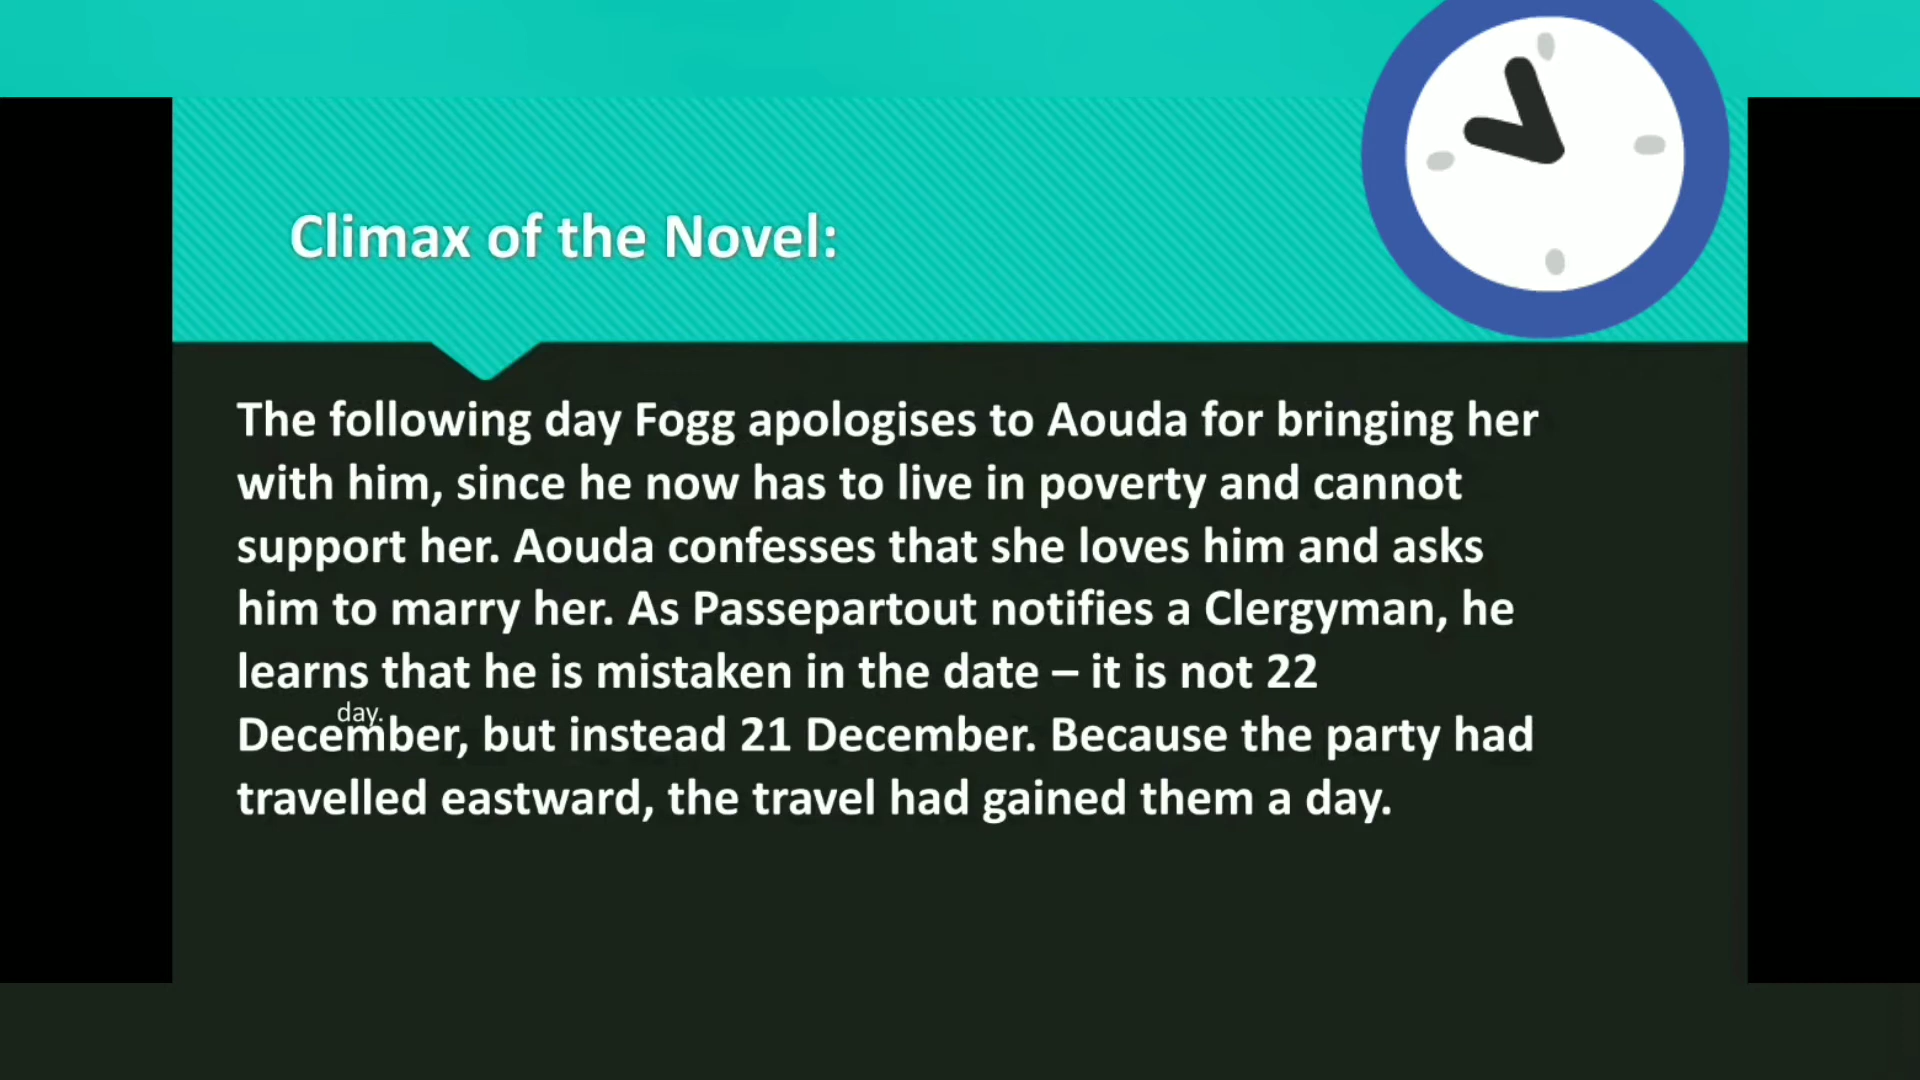 Climax of the Novel:
The following day Fogg apologises to Aouda for bringing her
with him, since he now has to live in poverty and cannot
support her. Aouda confesses that she loves him and asks
him to marry her. As Passepartout notifies a Clergyman, he
learns that he is mistaken in the date – it is not 22
day.
December, but instead 21 December. Because the party had
travelled eastward, the travel had gained them a day.